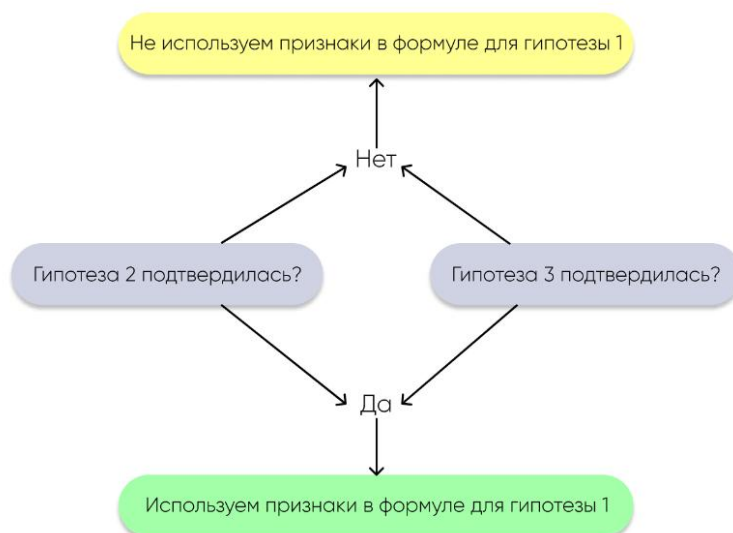 Не используем признаки в формуле для гипотезы 1
Нет
Гипотеза 2 подтвердилась?
Гипотеза 3 подтвердилась?
Да
Используем признаки в формуле для гипотезы 1